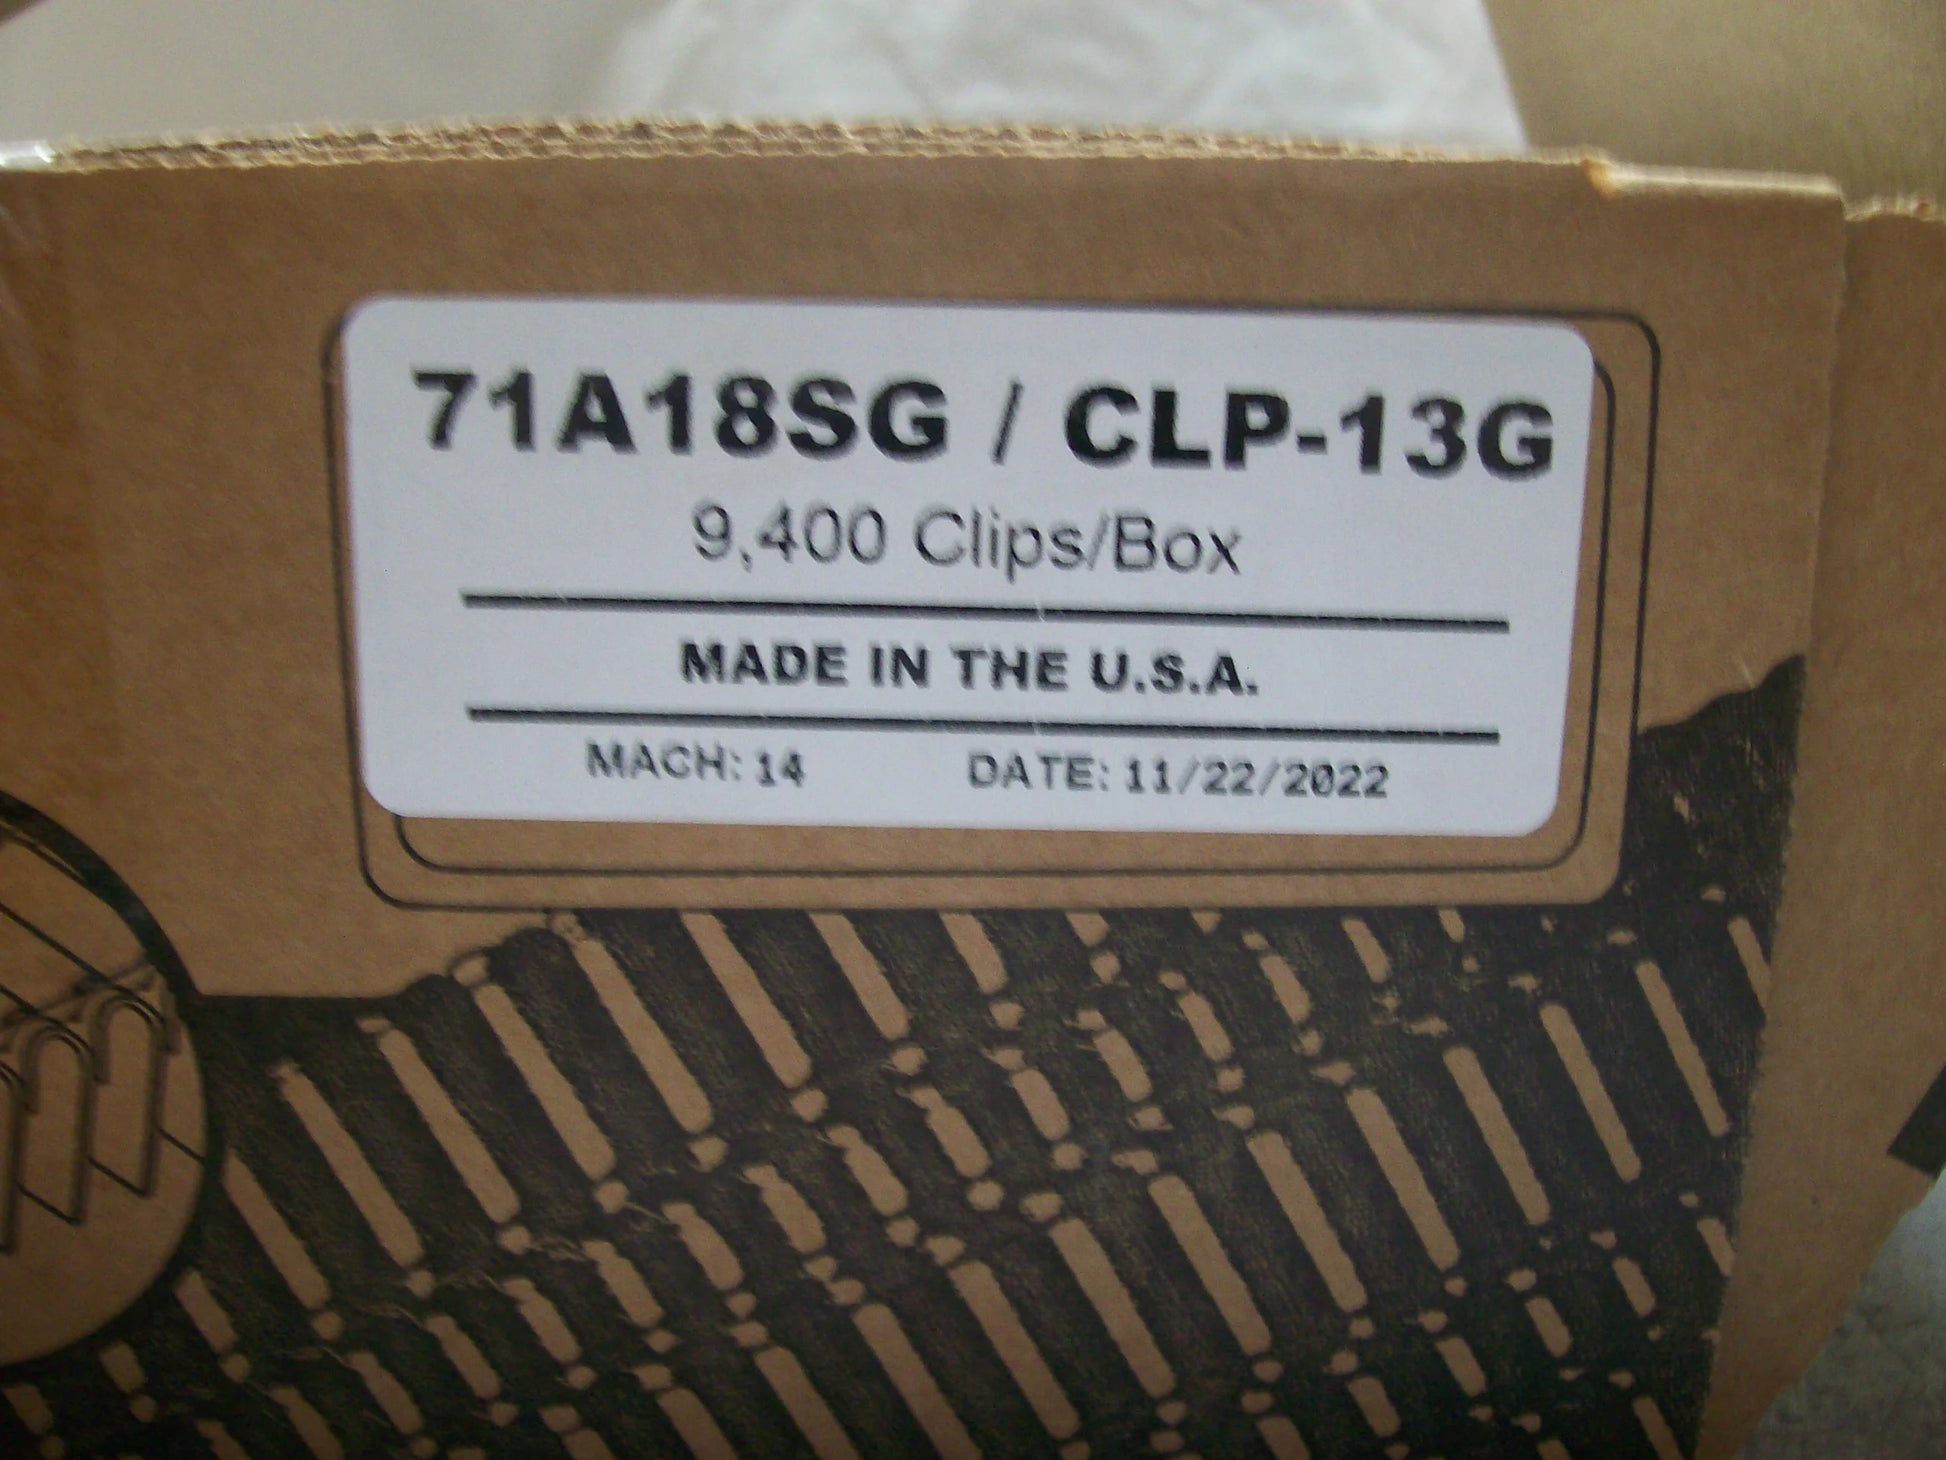 71A18SG / CLP-13G
9,400 Clips/Box
MADE IN THE U.S.A.
MACH: 14 DATE: 11/22/2022